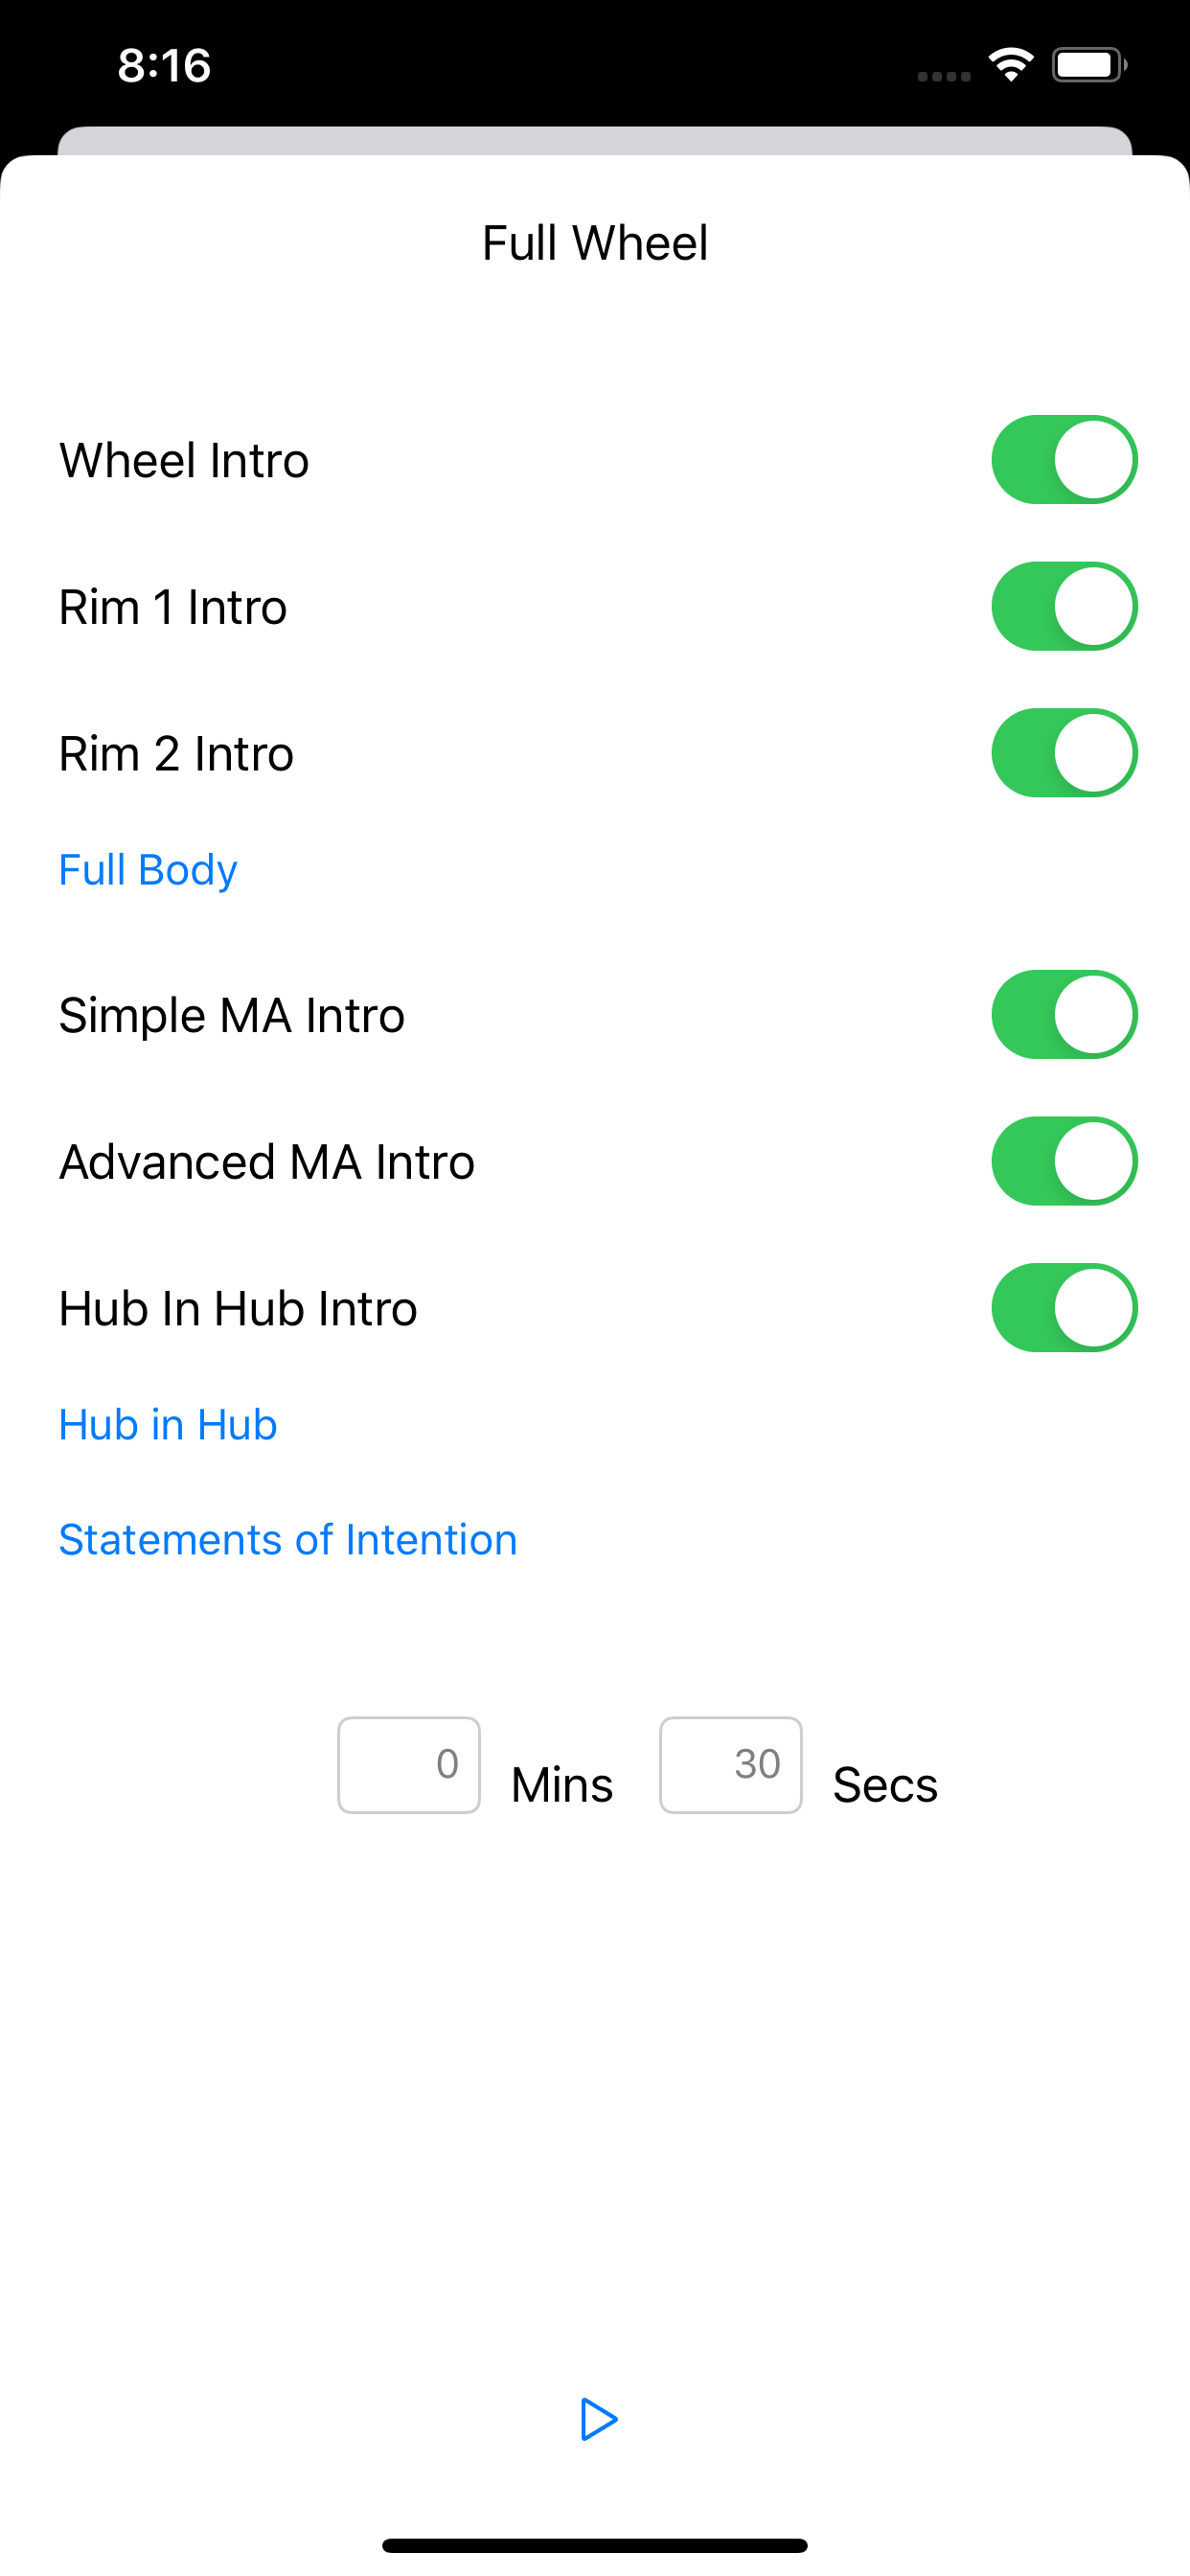 8:16
Full Wheel
Wheel Intro
Rim 1 Intro
Rim 2 Intro
Full Body
Simple MA Intro
Advanced MA Intro
Hub In Hub Intro
Hub in Hub
Statements of Intention
0 Mins 30 Secs